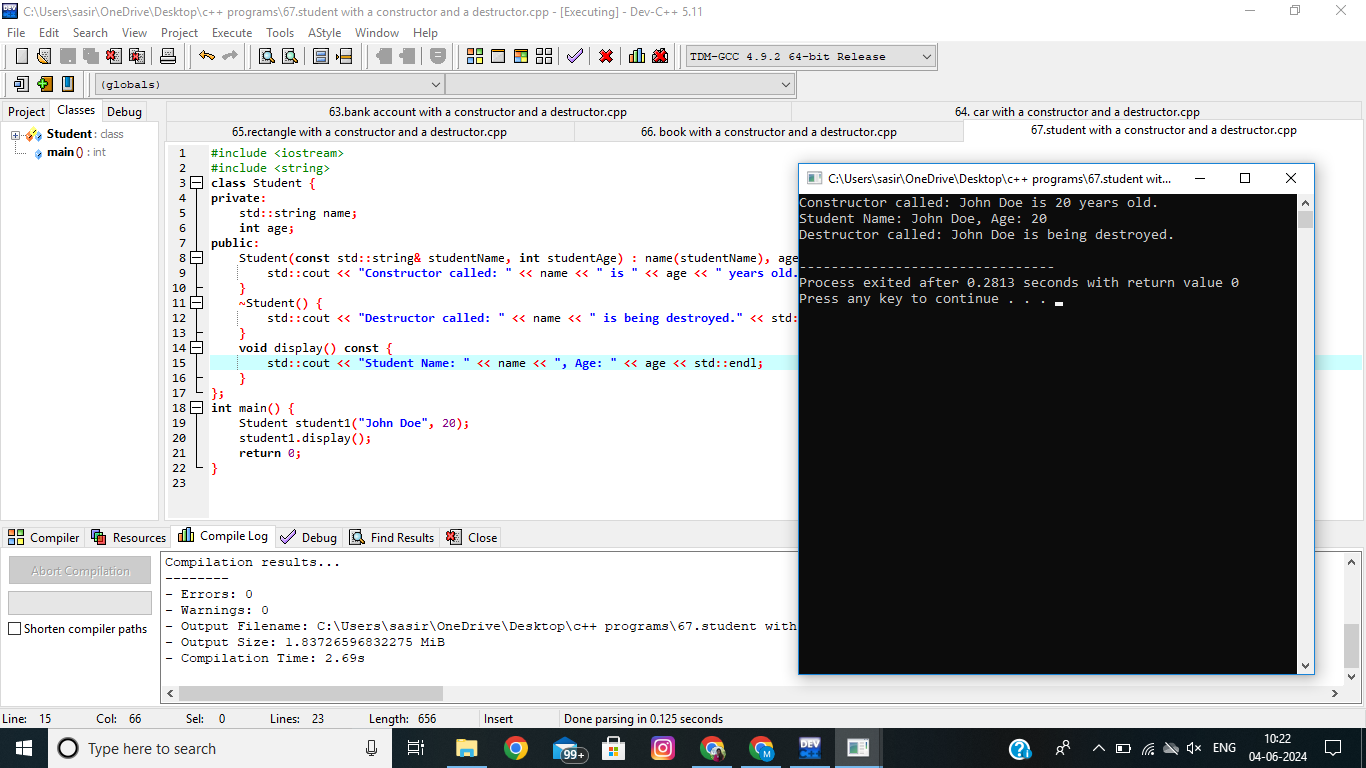 C:\Users\sasir\OneDrive\Desktop\c++ programs\67.student with a constructor and a destructor.cpp - [Executing] - Dev-C++ 5.11
File Edit Search View Project Execute Tools AStyle Window Help
TDM-GCC 4.9.2 64-bit Release
(globals)
Project Classes Debug
63.bank account with a constructor and a destructor.cpp 64. car with a constructor and a destructor.cpp
65.rectangle with a constructor and a destructor.cpp 66. book with a constructor and a destructor.cpp 67.student with a constructor and a destructor.cpp
Student : class
main () : int
1 #include <iostream>
2 #include <string>
3 class Student {
4 private:
5 std::string name;
6 int age;
7 public:
8 Student(const std::string& studentName, int studentAge) : name(studentName), age
9 std::cout << "Constructor called: " << name << " is " << age << " years old.
10 }
11 ~Student() {
12 std::cout << "Destructor called: " << name << " is being destroyed." << std:
13 }
14 void display() const {
15 std::cout << "Student Name: " << name << ", Age: " << age << std::endl;
16 }
17 };
18 int main() {
19 Student student1("John Doe", 20);
20 student1.display();
21 return 0;
22 }
23
C:\Users\sasir\OneDrive\Desktop\c++ programs\67.student wit...
Constructor called: John Doe is 20 years old.
Student Name: John Doe, Age: 20
Destructor called: John Doe is being destroyed.
--------------------------------
Process exited after 0.2813 seconds with return value 0
Press any key to continue . . .
Compiler Resources Compile Log Debug Find Results Close
Abort Compilation
Shorten compiler paths
Compilation results...
--------
- Errors: 0
- Warnings: 0
- Output Filename: C:\Users\sasir\OneDrive\Desktop\c++ programs\67.student with
- Output Size: 1.83726596832275 MiB
- Compilation Time: 2.69s
Line: 15 Col: 66 Sel: 0 Lines: 23 Length: 656 Insert Done parsing in 0.125 seconds
Type here to search
99+
M
DEV
ENG
10:22
04-06-2024